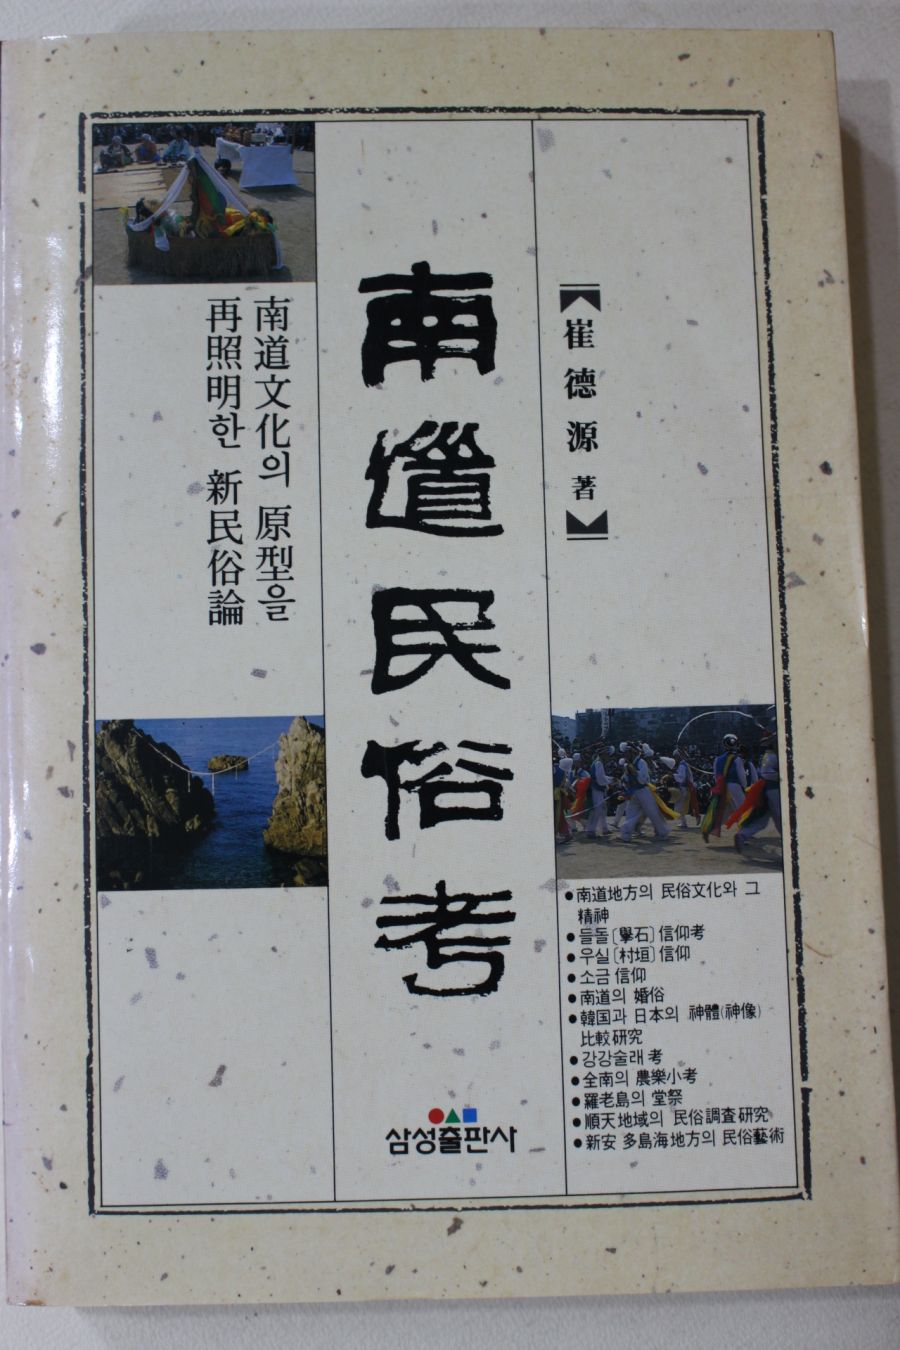 南道民俗考
崔德源 著
南道文化의 原型을
再照明한 新民俗論
●南道地方의 民俗文化와 그
精神
●들돌[擧石]信仰考
●우실[村垣]信仰
●소금信仰
●南道의 婚俗
●韓国과 日本의 神體(神像)
比較研究
●강강술래考
●全南의 農樂小考
●羅老島의 堂祭
●順天地域의 民俗調査研究
●新安 多島海地方의 民俗藝術
삼성출판사